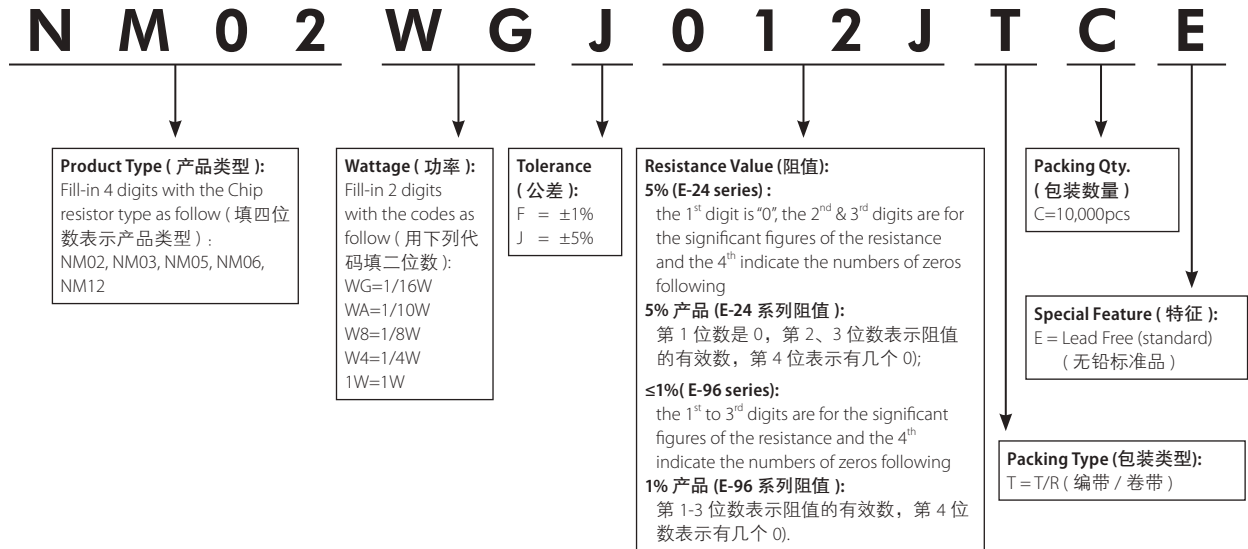 NM02WGJ012JTCE
Product Type ( 产品类型 ):
Fill-in 4 digits with the Chip
resistor type as follow ( 填四位
数表示产品类型 ) :
NM02, NM03, NM05, NM06,
NM12
Wattage ( 功率 ):
Fill-in 2 digits
with the codes as
follow ( 用下列代
码填二位数 ):
WG=1/16W
WA=1/10W
W8=1/8W
W4=1/4W
1W=1W
Tolerance
( 公差 ):
F = ±1%
J = ±5%
Resistance Value (阻值):
5% (E-24 series) :
the 1st digit is “0”, the 2nd & 3rd digits are for
the significant figures of the resistance
and the 4th indicate the numbers of zeros
following
5% 产品 (E-24 系列阻值 ):
第 1 位数是 0，第 2、3 位数表示阻值
的有效数，第 4 位表示有几个 0);
≤1%( E-96 series):
the 1st to 3rd digits are for the significant
figures of the resistance and the 4th
indicate the numbers of zeros following
1% 产品 (E-96 系列阻值 ):
第 1-3 位数表示阻值的有效数，第 4 位
数表示有几个 0).
Packing Qty.
( 包装数量 )
C=10,000pcs
Special Feature ( 特征 ):
E = Lead Free (standard)
( 无铅标准品 )
Packing Type (包装类型):
T = T/R ( 编带 / 卷带 )